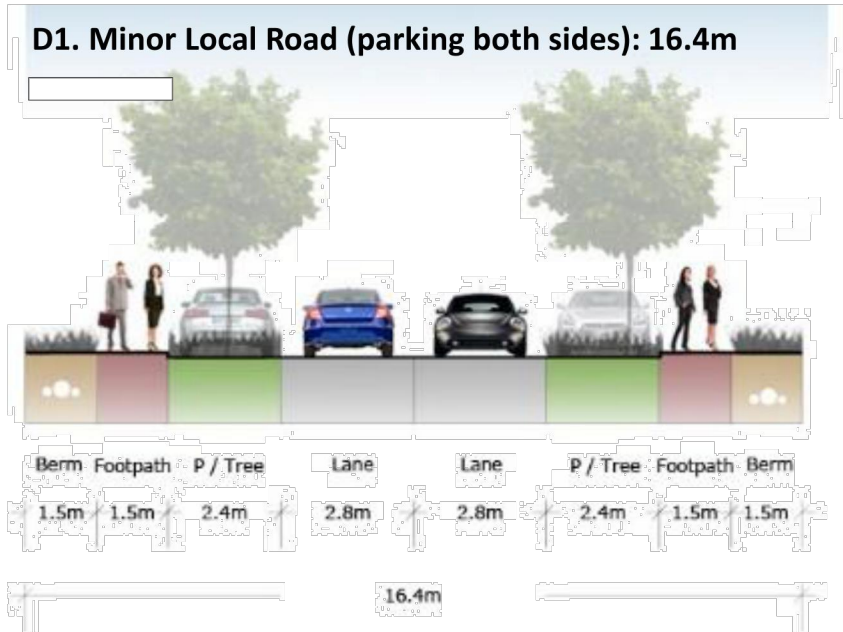 D1. Minor Local Road (parking both sides): 16.4m
Berm Footpath P / Tree Lane Lane P / Tree Footpath Berm
1.5m 1.5m 2.4m 2.8m 2.8m 2.4m 1.5m 1.5m
16.4m